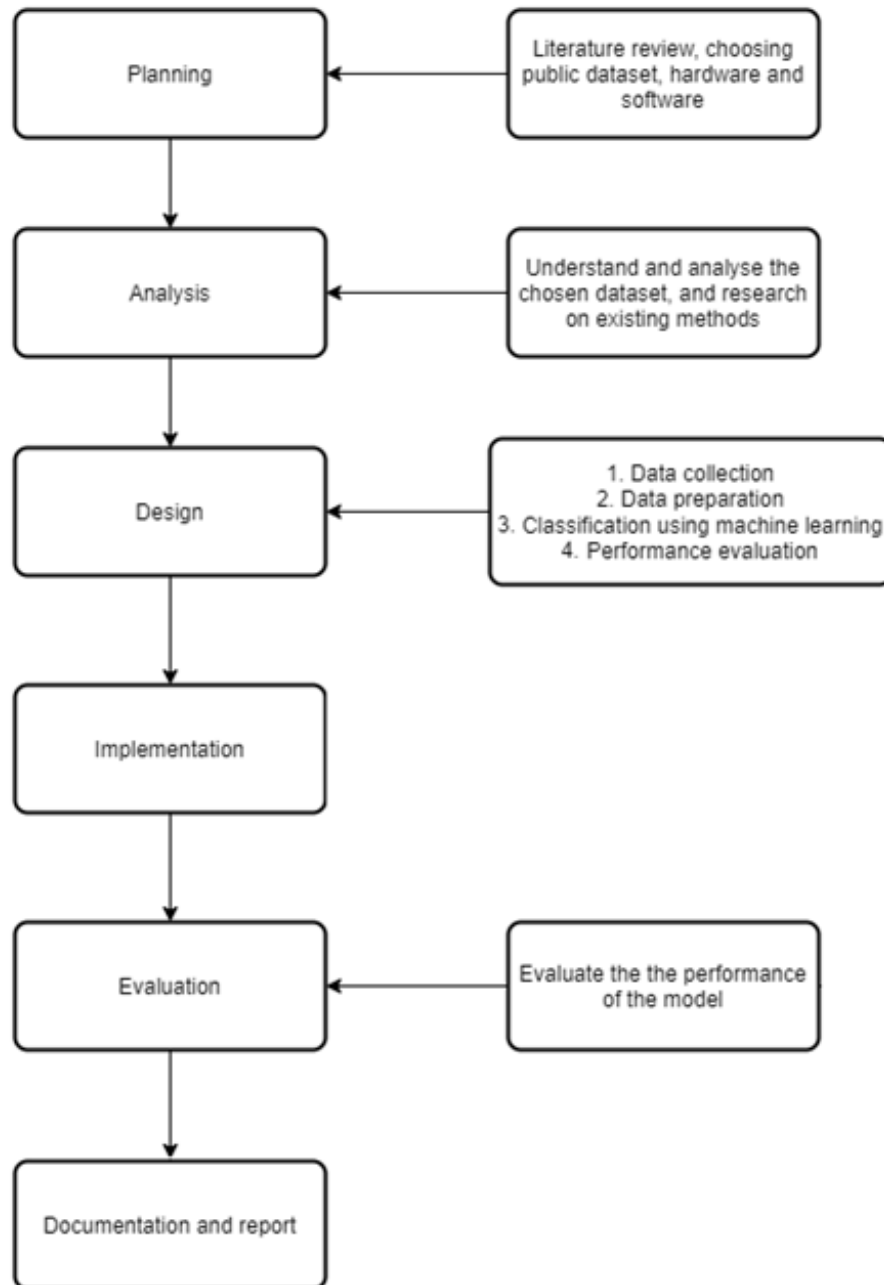 Planning
Literature review, choosing
public dataset, hardware and
software
Analysis
Understand and analyse the
chosen dataset, and research
on existing methods
Design
1. Data collection
2. Data preparation
3. Classification using machine learning
4. Performance evaluation
Implementation
Evaluation
Evaluate the the performance
of the model
Documentation and report